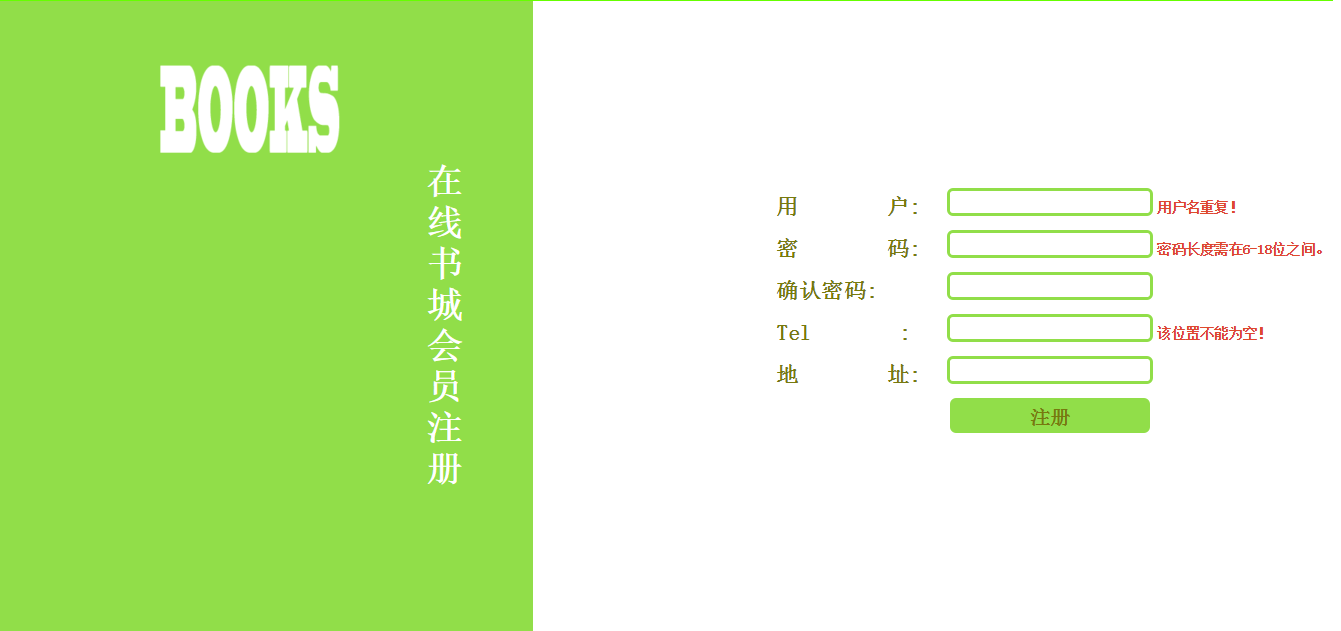 BOOKS
在线书城会员注册
用 户: 用户名重复!
密 码: 密码长度需在6-18位之间。
确认密码:
Tel : 该位置不能为空!
地 址:
注册